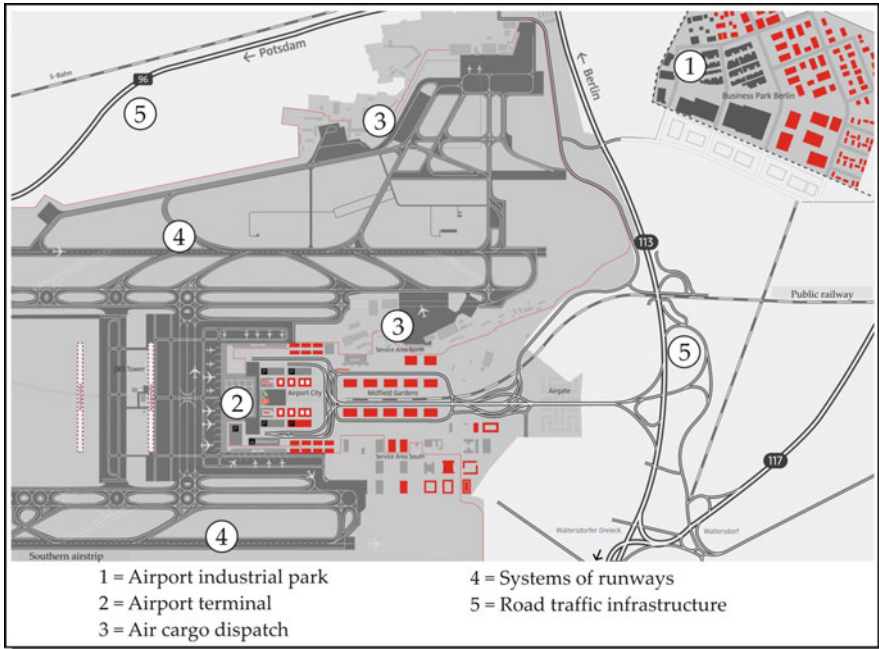 ← Potsdam
S-Bahn
96
5
3
← Berlin
1
Business Park Berlin
4
113
Public railway
3
Service Area North
5
Tower
2
Airport City
Midfield Gardens
Airgate
Service Area South
117
Waltersdorfer Dreieck
Waltersdorf
4
Southern airstrip
1 = Airport industrial park
2 = Airport terminal
3 = Air cargo dispatch
4 = Systems of runways
5 = Road traffic infrastructure